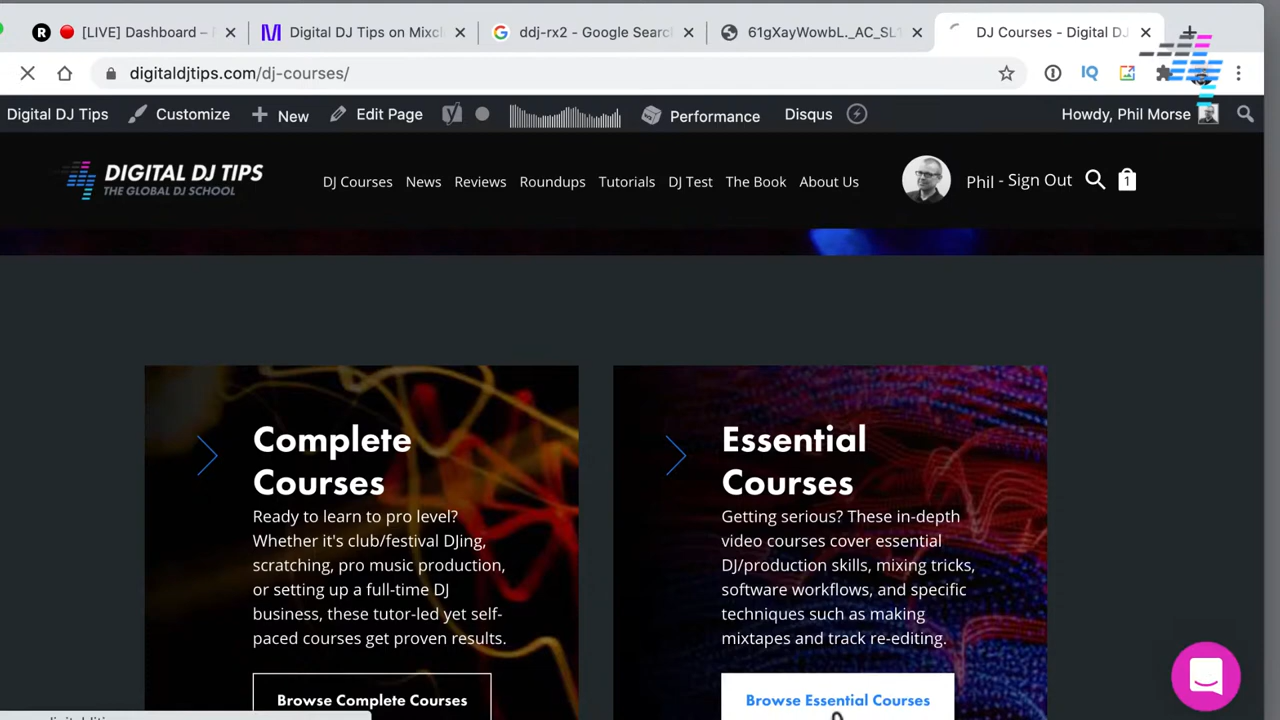 R [LIVE] Dashboard – Digital DJ Tips on Mixcl ddj-rx2 - Google Searc 61gXayWowbL._AC_SL1 DJ Courses - Digital DJ
digitaldjtips.com/dj-courses/ IQ
Digital DJ Tips Customize New Edit Page Performance Disqus Howdy, Phil Morse
DIGITAL DJ TIPS
THE GLOBAL DJ SCHOOL
DJ Courses News Reviews Roundups Tutorials DJ Test The Book About Us Phil - Sign Out 1
Complete
Courses
Ready to learn to pro level?
Whether it's club/festival DJing,
scratching, pro music production,
or setting up a full-time DJ
business, these tutor-led yet self-
paced courses get proven results.
Browse Complete Courses
Essential
Courses
Getting serious? These in-depth
video courses cover essential
DJ/production skills, mixing tricks,
software workflows, and specific
techniques such as making
mixtapes and track re-editing.
Browse Essential Courses